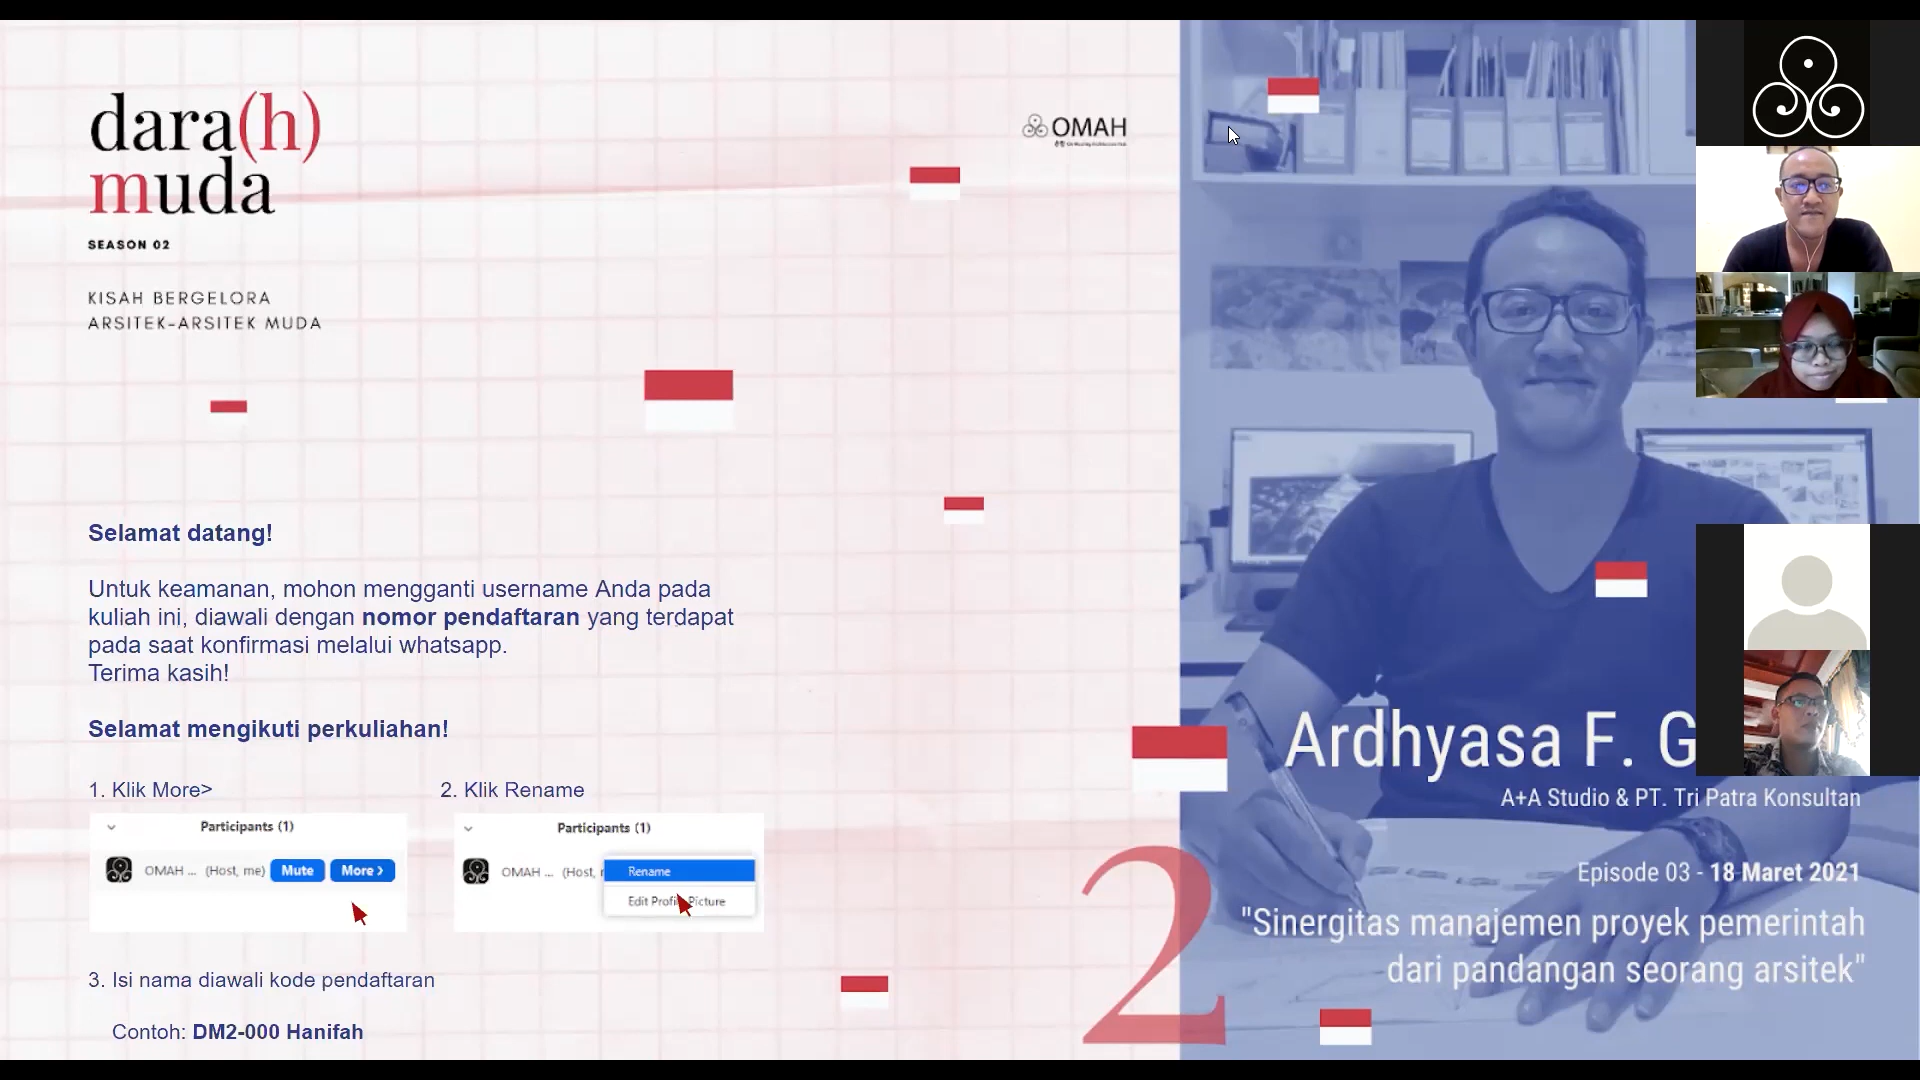 dara(h)
muda
SEASON 02
KISAH BERGELORA
ARSITEK-ARSITEK MUDA
OMAH
Selamat datang!
Untuk keamanan, mohon mengganti username Anda pada
kuliah ini, diawali dengan nomor pendaftaran yang terdapat
pada saat konfirmasi melalui whatsapp.
Terima kasih!
Selamat mengikuti perkuliahan!
1. Klik More>
Participants (1)
OMAH ... (Host, me) Mute More >
2. Klik Rename
Participants (1)
OMAH ... (Host, Rename
Edit Profile Picture
3. Isi nama diawali kode pendaftaran
Contoh: DM2-000 Hanifah
2
Ardhyasa F. G
A+A Studio & PT. Tri Patra Konsultan
Episode 03 - 18 Maret 2021
"Sinergitas manajemen proyek pemerintah
dari pandangan seorang arsitek"